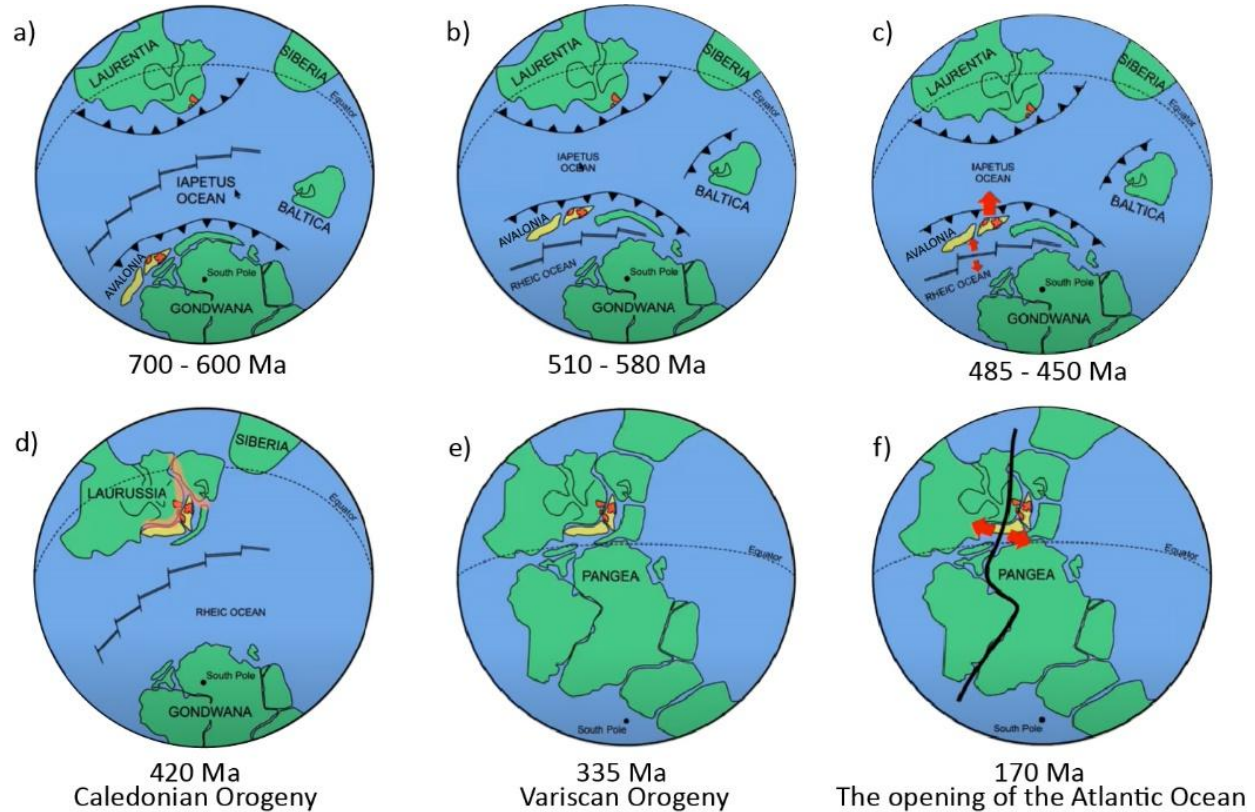 a)
LAURENTIA
SIBERIA
Equator
IAPETUS
OCEAN
BALTICA
AVALONIA
South Pole
GONDWANA
700 - 600 Ma
b)
LAURENTIA
SIBERIA
Equator
IAPETUS
OCEAN
BALTICA
AVALONIA
RHEIC OCEAN
South Pole
GONDWANA
510 - 580 Ma
c)
LAURENTIA
SIBERIA
Equator
IAPETUS
OCEAN
BALTICA
AVALONIA
RHEIC OCEAN
South Pole
GONDWANA
485 - 450 Ma
d)
SIBERIA
LAURUSSIA
Equator
RHEIC OCEAN
South Pole
GONDWANA
420 Ma
Caledonian Orogeny
e)
Equator
PANGEA
South Pole
335 Ma
Variscan Orogeny
f)
Equator
PANGEA
South Pole
170 Ma
The opening of the Atlantic Ocean